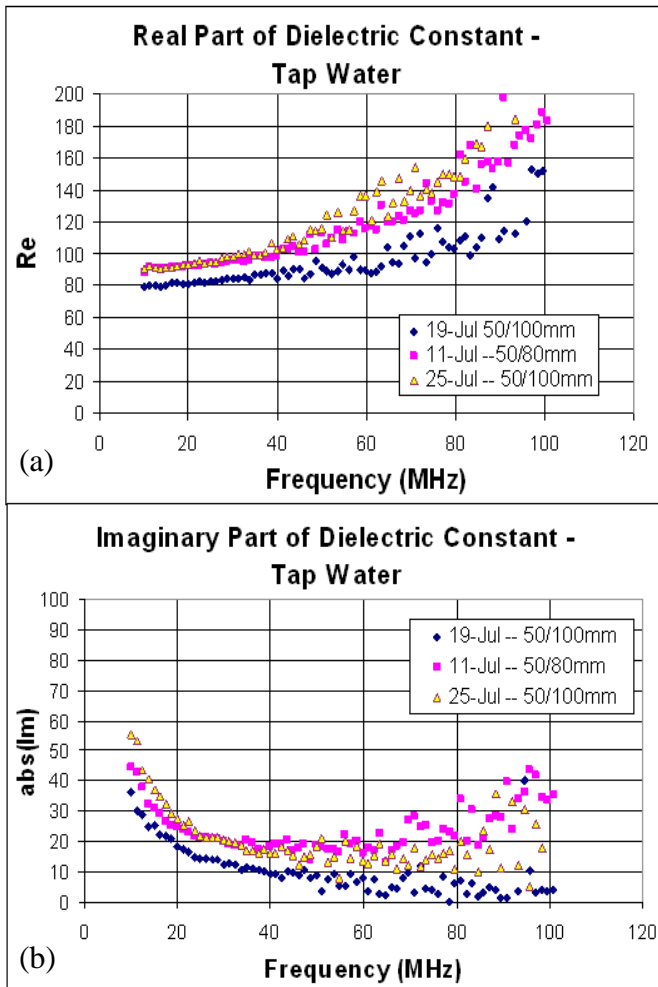 Real Part of Dielectric Constant -
Tap Water
200
180
160
140
120
100
80
60
40
20
0
Re
19-Jul 50/100mm
11-Jul --50/80mm
25-Jul -- 50/100mm
0 20 40 60 80 100 120
Frequency (MHz)
(a)
Imaginary Part of Dielectric Constant -
Tap Water
100
90
80
70
60
50
40
30
20
10
0
abs(Im)
19-Jul -- 50/100mm
11-Jul -- 50/80mm
25-Jul -- 50/100mm
0 20 40 60 80 100 120
Frequency (MHz)
(b)